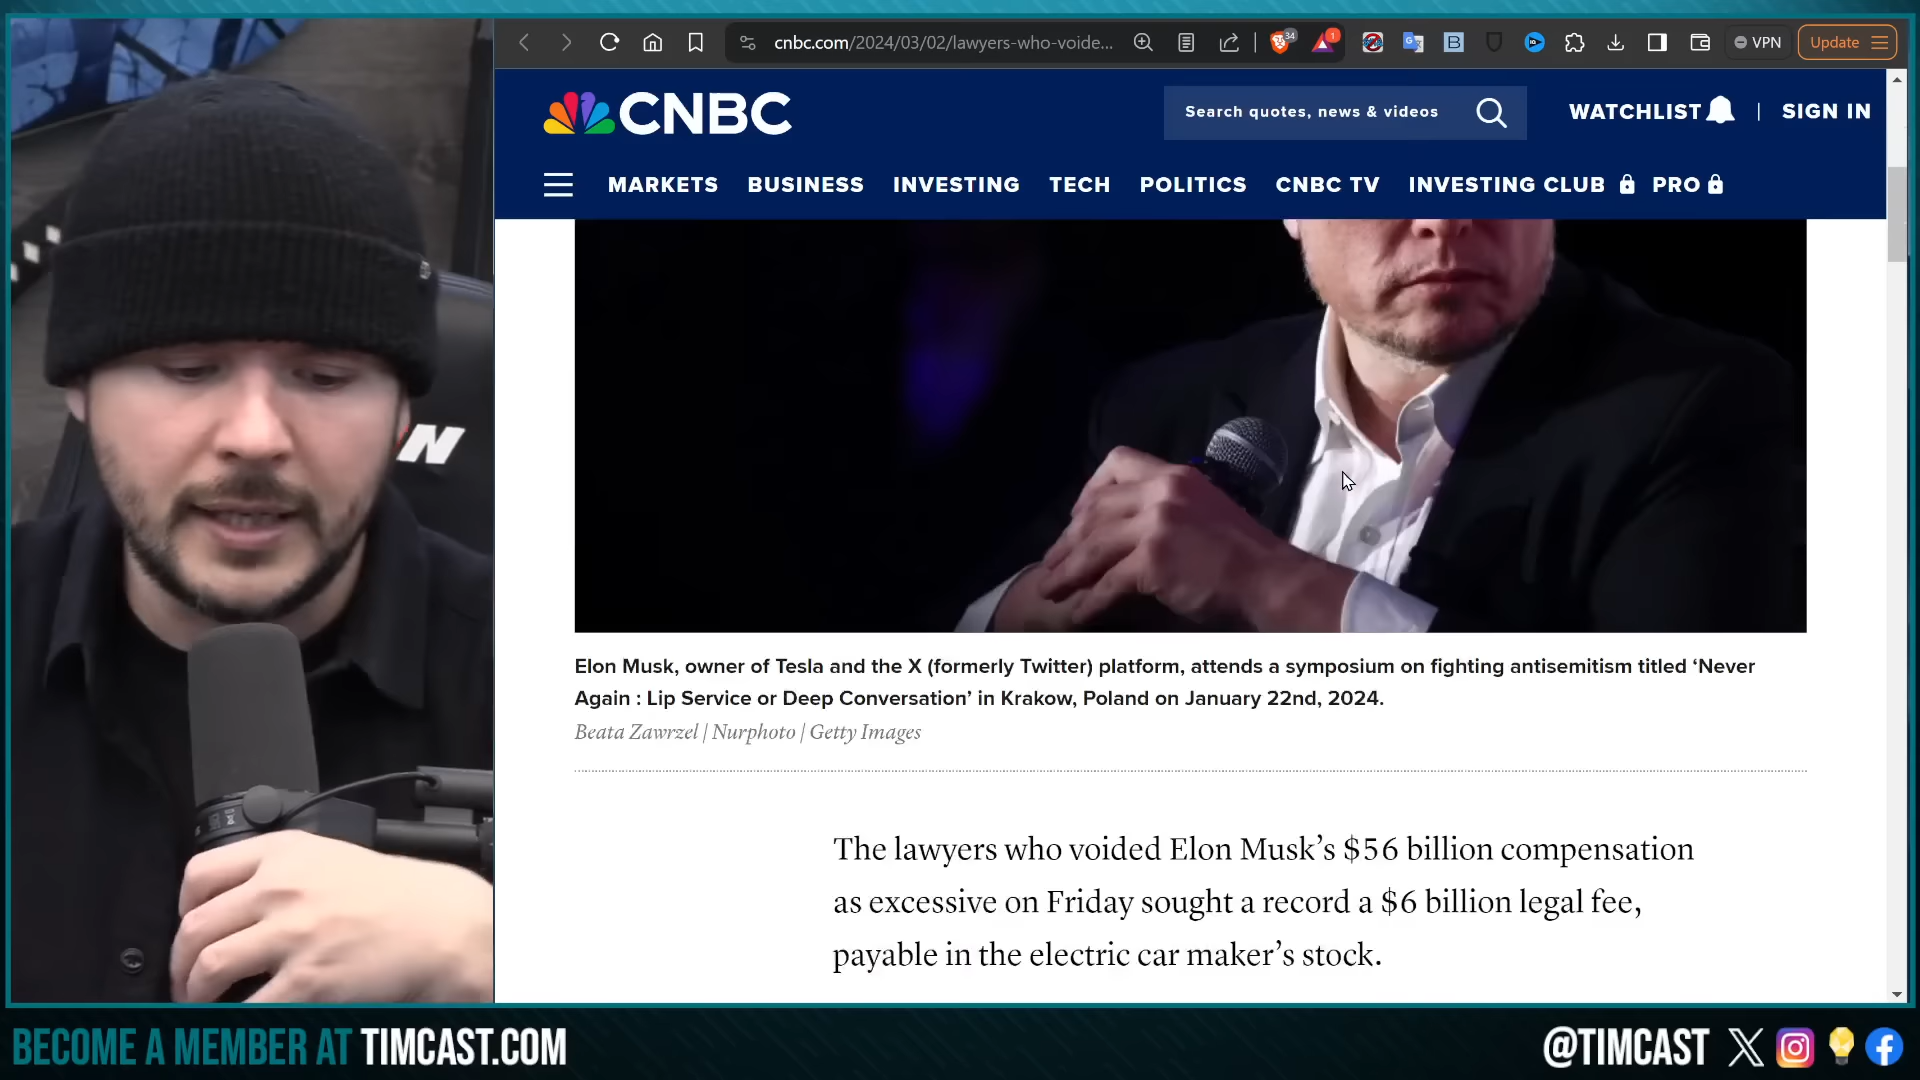 cnbc.com/2024/03/02/lawyers-who-voide...
34
1
VPN
Update
CNBC
Search quotes, news & videos
WATCHLIST
SIGN IN
MARKETS BUSINESS INVESTING TECH POLITICS CNBC TV INVESTING CLUB PRO
Elon Musk, owner of Tesla and the X (formerly Twitter) platform, attends a symposium on fighting antisemitism titled ‘Never
Again : Lip Service or Deep Conversation’ in Krakow, Poland on January 22nd, 2024.
Beata Zawrzel | Nurphoto | Getty Images
The lawyers who voided Elon Musk’s $56 billion compensation
as excessive on Friday sought a record a $6 billion legal fee,
payable in the electric car maker’s stock.
BECOME A MEMBER AT TIMCAST.COM
@TIMCAST